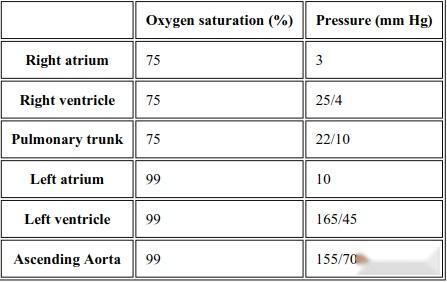 Oxygen saturation (%) Pressure (mm Hg)
Right atrium 75 3
Right ventricle 75 25/4
Pulmonary trunk 75 22/10
Left atrium 99 10
Left ventricle 99 165/45
Ascending Aorta 99 155/70